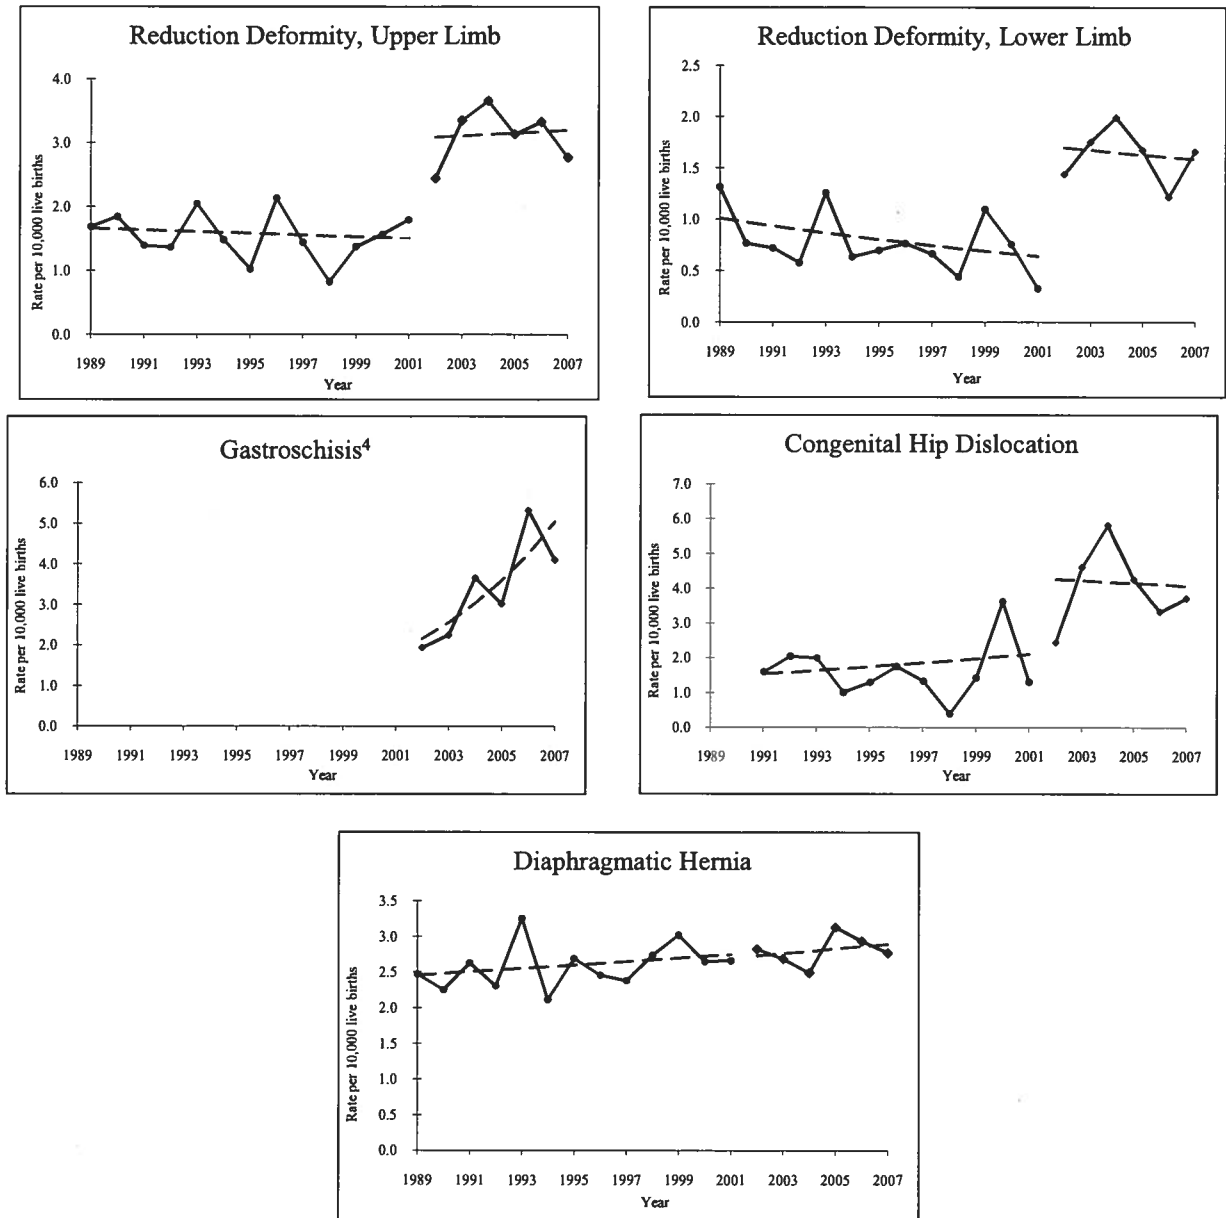 Reduction Deformity, Upper Limb
4.0
3.0
2.0
1.0
0.0
Rate per 10,000 live births
1989 1991 1993 1995 1997 1999 2001 2003 2005 2007
Year
Reduction Deformity, Lower Limb
2.5
2.0
1.5
1.0
0.5
0.0
Rate per 10,000 live births
1989 1991 1993 1995 1997 1999 2001 2003 2005 2007
Year
Gastroschisis⁴
6.0
5.0
4.0
3.0
2.0
1.0
0.0
Rate per 10,000 live births
1989 1991 1993 1995 1997 1999 2001 2003 2005 2007
Year
Congenital Hip Dislocation
7.0
6.0
5.0
4.0
3.0
2.0
1.0
0.0
Rate per 10,000 live births
1989 1991 1993 1995 1997 1999 2001 2003 2005 2007
Year
Diaphragmatic Hernia
3.5
3.0
2.5
2.0
1.5
1.0
0.5
0.0
Rate per 10,000 live births
1989 1991 1993 1995 1997 1999 2001 2003 2005 2007
Year